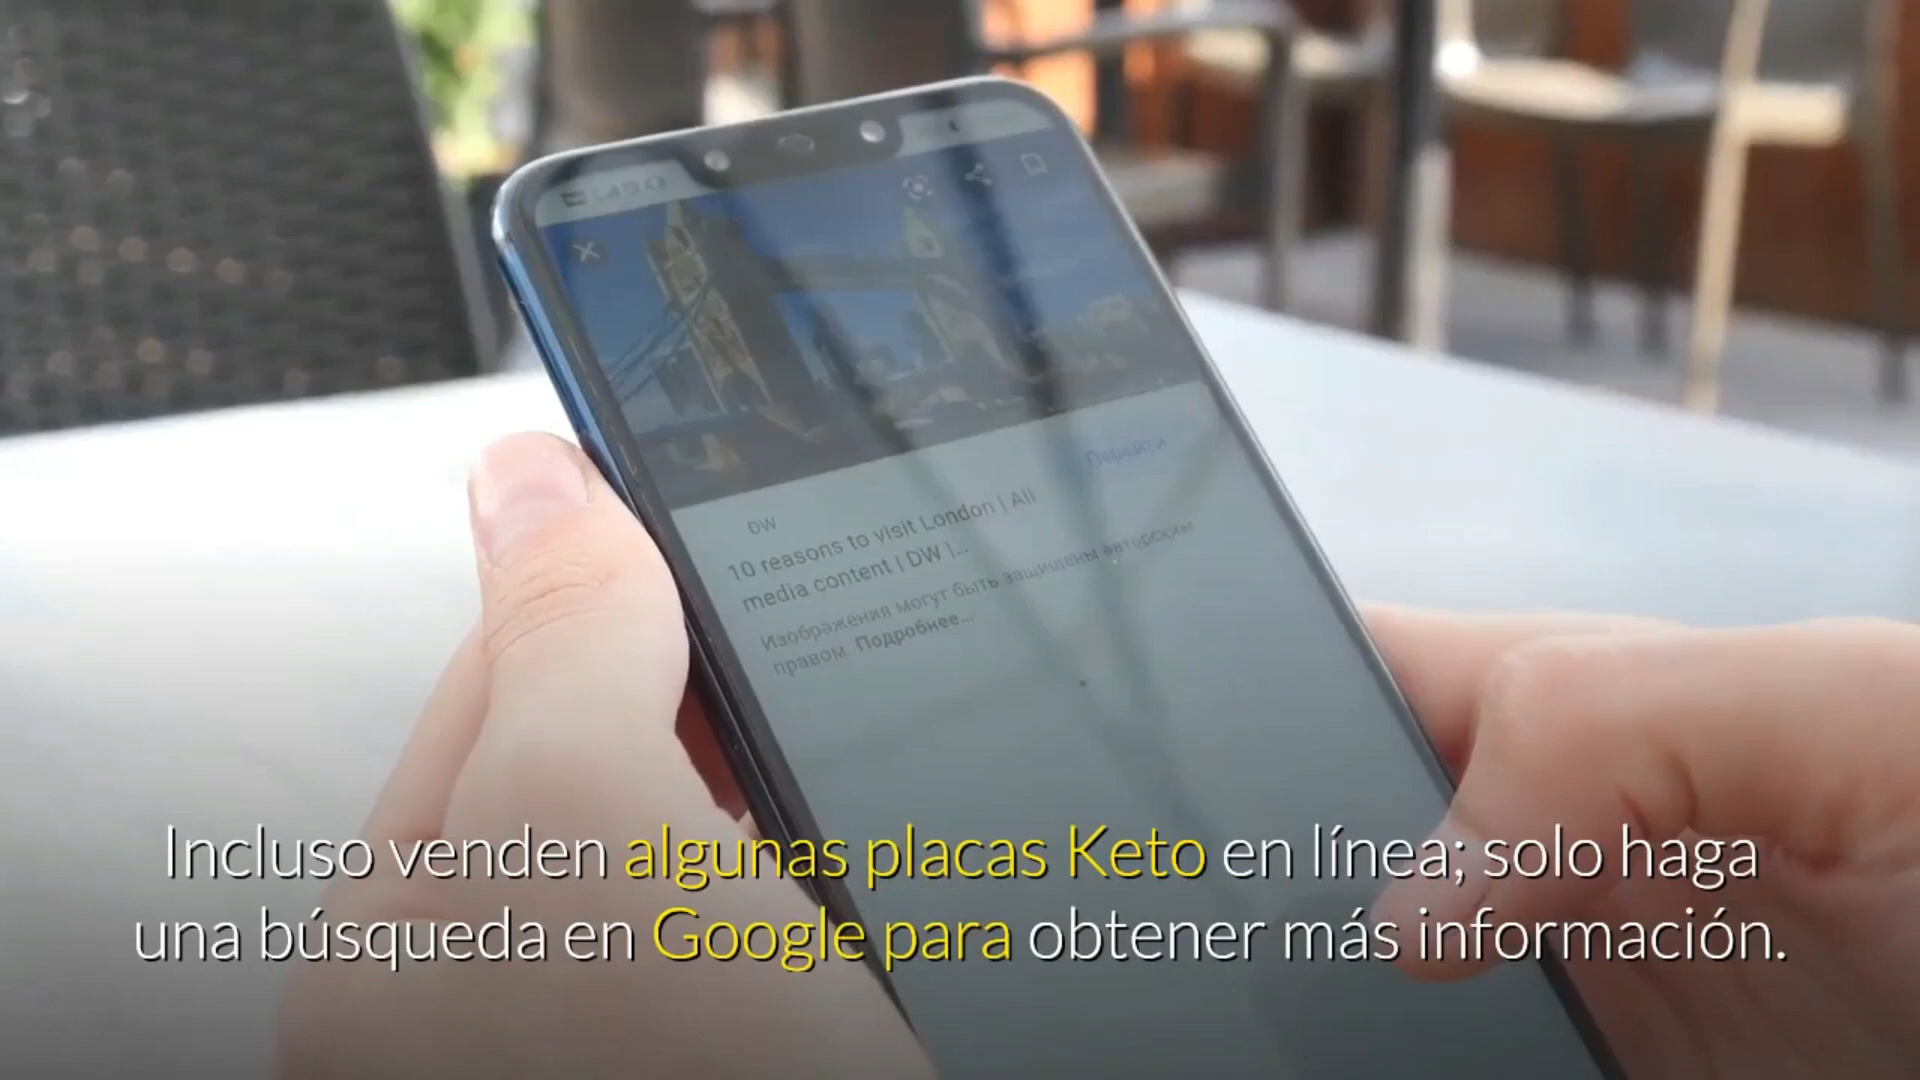 Перейти
DW
10 reasons to visit London | All
media content | DW |...
Изображения могут быть защищены авторским
правом Подробнее...
Incluso venden algunas placas Keto en línea; solo haga
una búsqueda en Google para obtener más información.